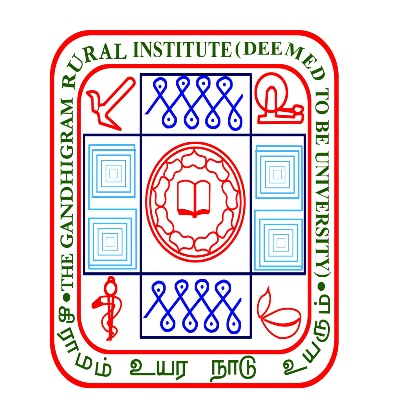 THE GANDHIGRAM RURAL INSTITUTE (DEEMED TO BE UNIVERSITY)
கிராமம் உயர நாடு உயரும்